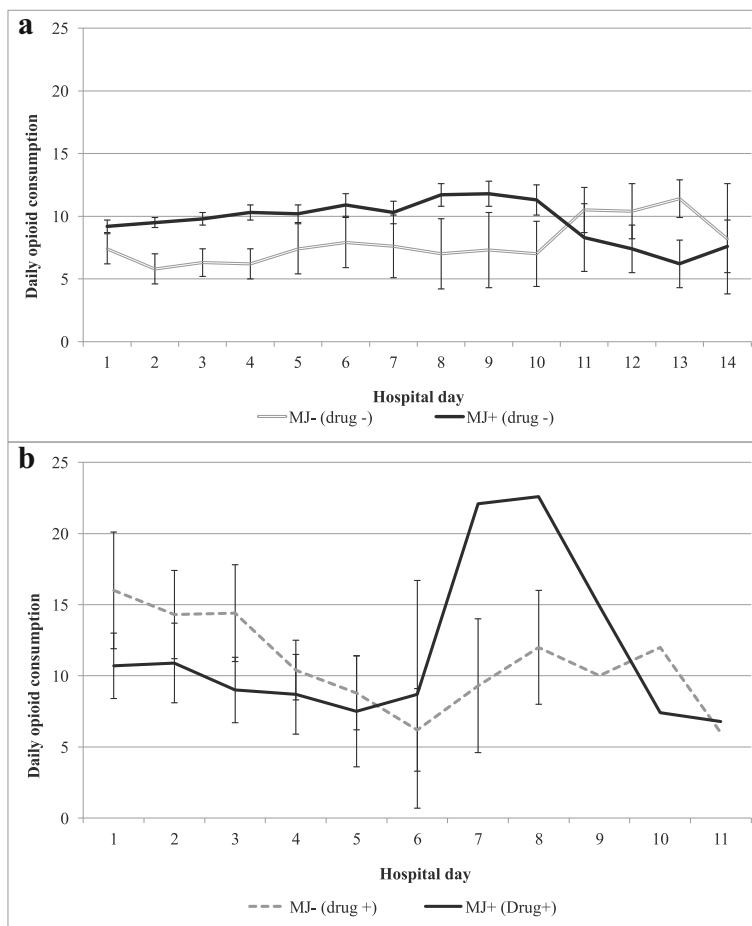 a
25
20
15
10
5
0
Daily opioid consumption
1 2 3 4 5 6 7 8 9 10 11 12 13 14
Hospital day
MJ- (drug -) MJ+ (drug -)
b
25
20
15
10
5
0
Daily opioid consumption
1 2 3 4 5 6 7 8 9 10 11
Hospital day
MJ- (drug +) MJ+ (Drug+)